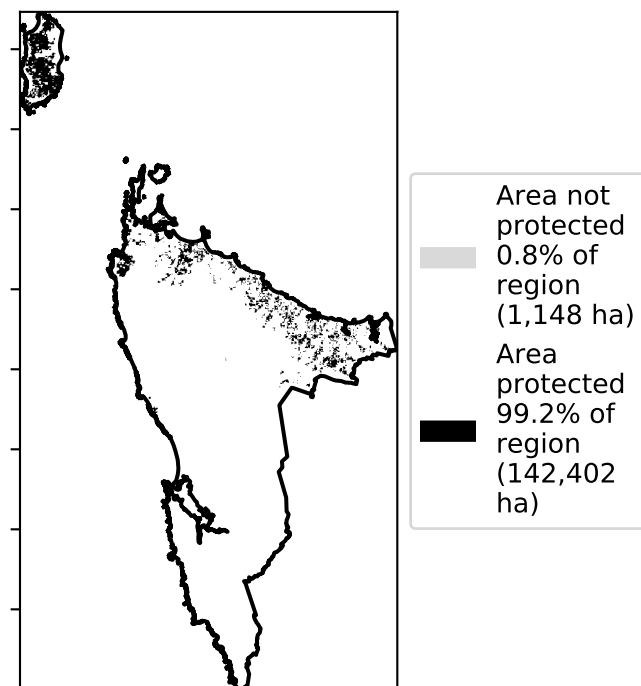 Area not
protected
0.8% of
region
(1,148 ha)
Area
protected
99.2% of
region
(142,402
ha)